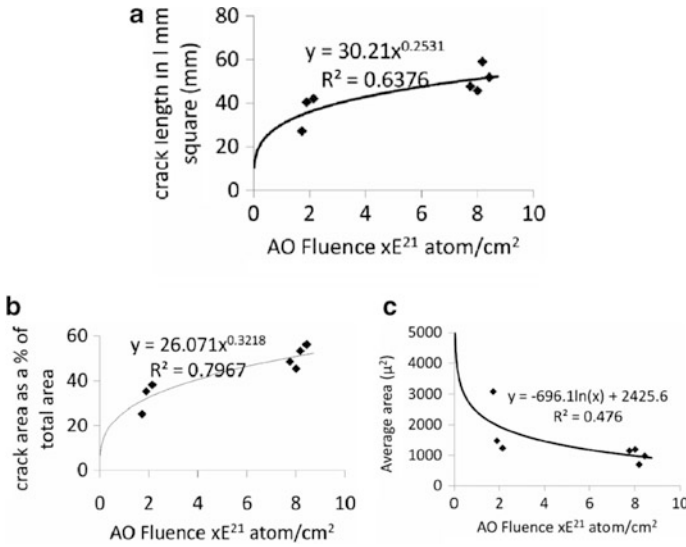 a
crack length in l mm
square (mm)
80
60
40
20
0
y = 30.21x^0.2531
R² = 0.6376
0 2 4 6 8 10
AO Fluence xE²¹ atom/cm²
b
crack area as a % of
total area
60
40
20
0
y = 26.071x^0.3218
R² = 0.7967
0 2 4 6 8 10
AO Fluence xE²¹ atom/cm²
c
Average area (μ²)
5000
4000
3000
2000
1000
0
y = -696.1ln(x) + 2425.6
R² = 0.476
0 2 4 6 8 10
AO Fluence xE²¹ atom/cm²